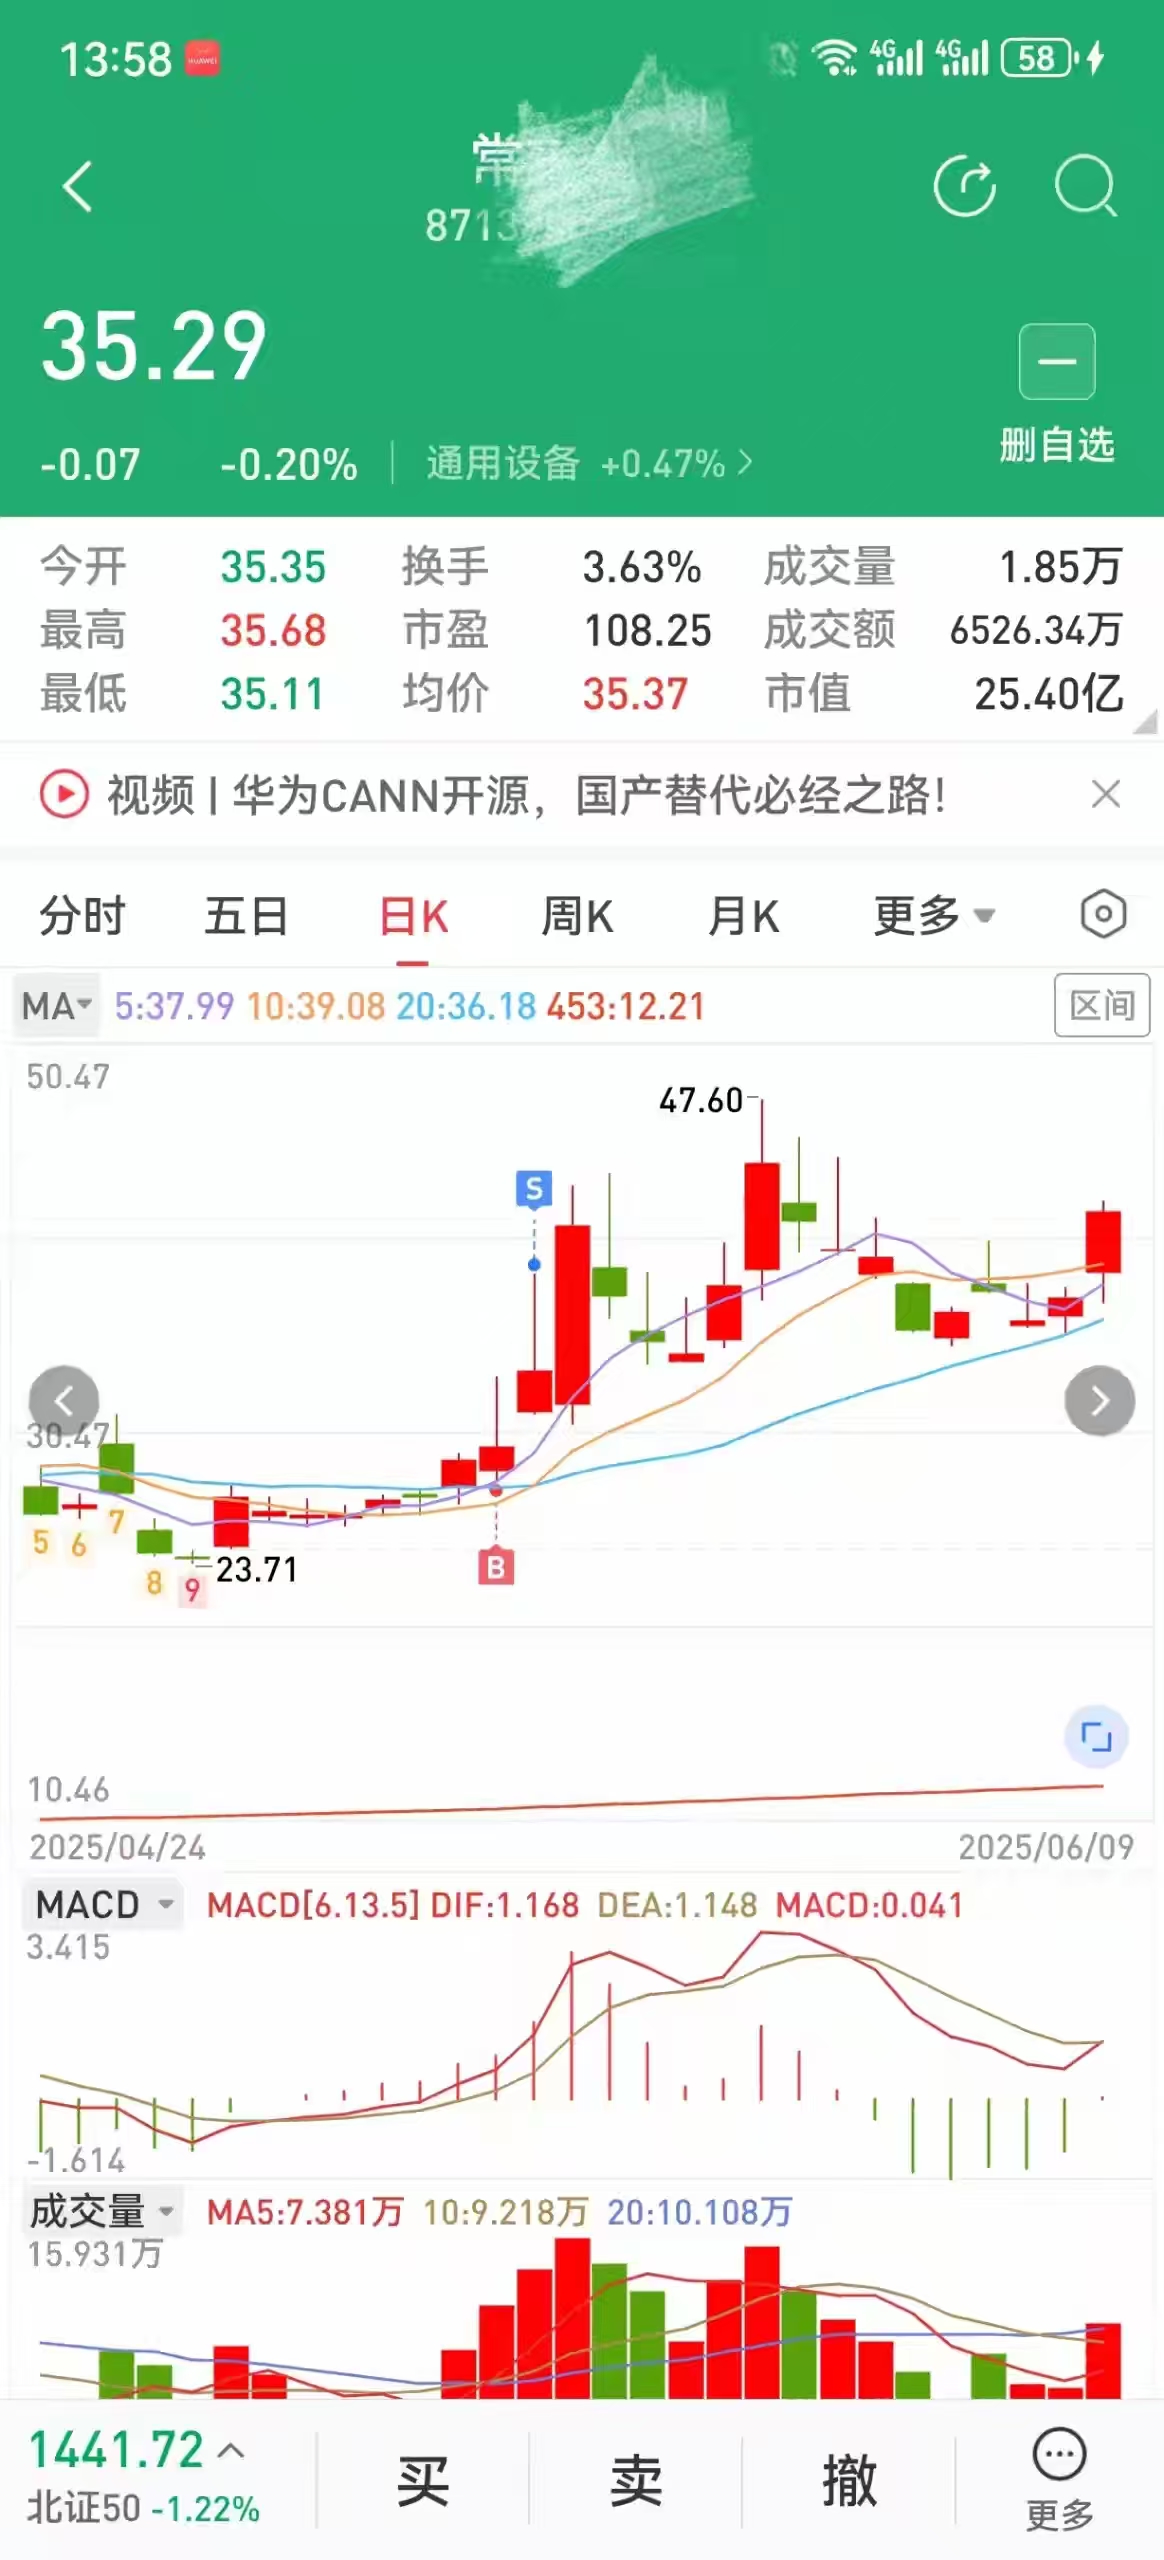 13:58 HUAWEI 4G 4G 58
常
8713
35.29
-0.07 -0.20% 通用设备 +0.47%
删自选
今开 35.35 换手 3.63% 成交量 1.85万
最高 35.68 市盈 108.25 成交额 6526.34万
最低 35.11 均价 35.37 市值 25.40亿
视频 | 华为CANN开源，国产替代必经之路！
分时 五日 日K 周K 月K 更多
MA 5:37.99 10:39.08 20:36.18 453:12.21 区间
50.47
47.60
S
30.47
5 6 7 8 9
23.71
B
10.46
2025/04/24 2025/06/09
MACD MACD[6.13.5] DIF:1.168 DEA:1.148 MACD:0.041
3.415
-1.614
成交量 MA5:7.381万 10:9.218万 20:10.108万
15.931万
1441.72
北证50 -1.22%
买 卖 撤 更多